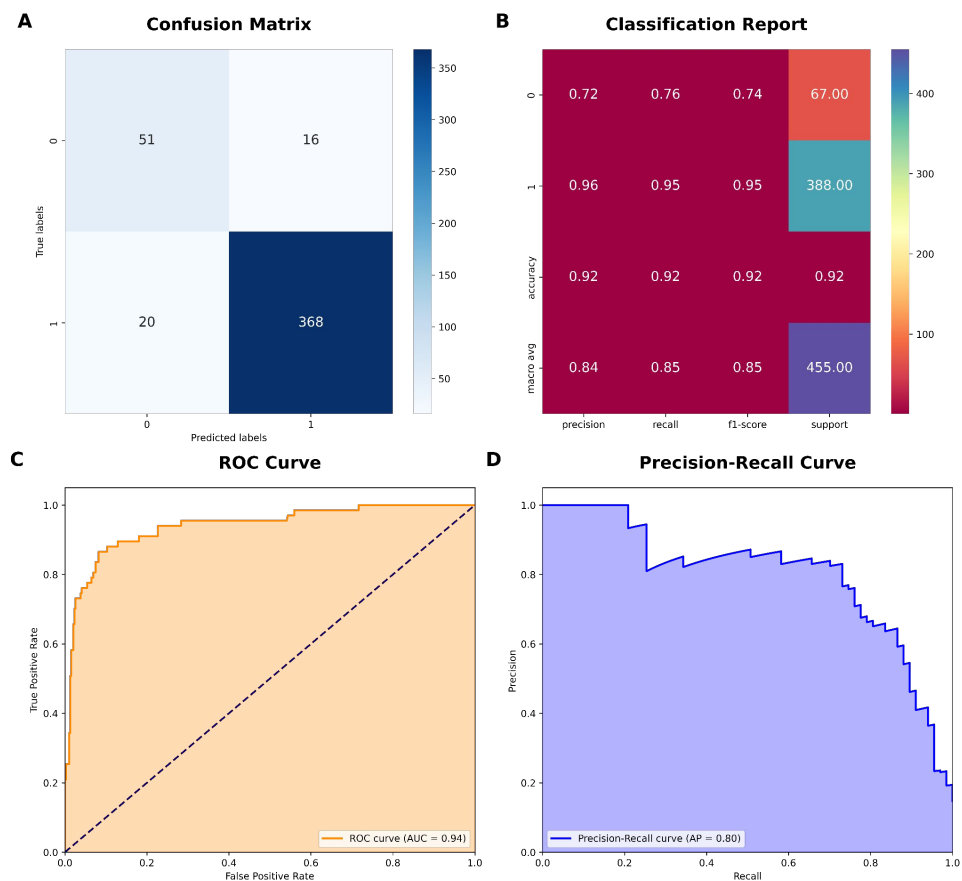 A
Confusion Matrix
51
16
20
368
0
1
True labels
0
1
Predicted labels
350
300
250
200
150
100
50
B
Classification Report
0.72
0.76
0.74
67.00
0.96
0.95
0.95
388.00
0.92
0.92
0.92
0.92
0.84
0.85
0.85
455.00
0
1
accuracy
macro avg
precision
recall
f1-score
support
400
300
200
100
C
ROC Curve
1.0
0.8
0.6
0.4
0.2
0.0
True Positive Rate
ROC curve (AUC = 0.94)
0.0
0.2
0.4
0.6
0.8
1.0
False Positive Rate
D
Precision-Recall Curve
1.0
0.8
0.6
0.4
0.2
0.0
Precision
Precision-Recall curve (AP = 0.80)
0.0
0.2
0.4
0.6
0.8
1.0
Recall